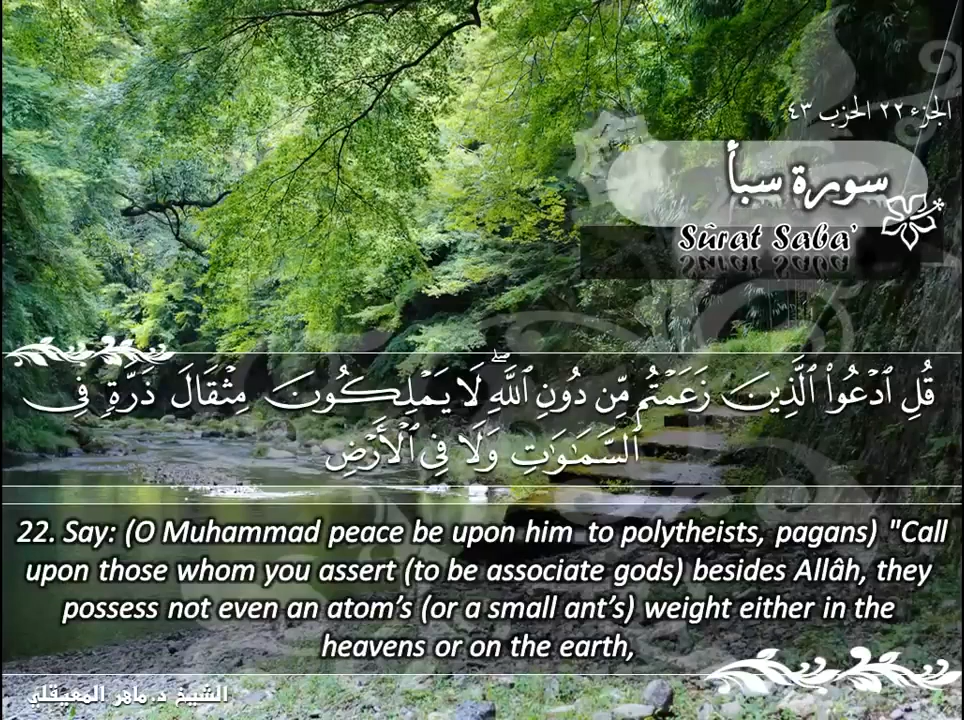 الجزء ٢٢ الحزب ٤٣
سورة سبأ
Sûrat Saba'
قُلِ ٱدْعُوا۟ ٱلَّذِينَ زَعَمْتُم مِّن دُونِ ٱللَّهِ ۖ لَا يَمْلِكُونَ مِثْقَالَ ذَرَّةٍۢ فِى
ٱلسَّمَـٰوَٰتِ وَلَا فِى ٱلْأَرْضِ
22. Say: (O Muhammad peace be upon him to polytheists, pagans) "Call
upon those whom you assert (to be associate gods) besides Allâh, they
possess not even an atom’s (or a small ant’s) weight either in the
heavens or on the earth,
الشيخ د. ماهر المعيقلي